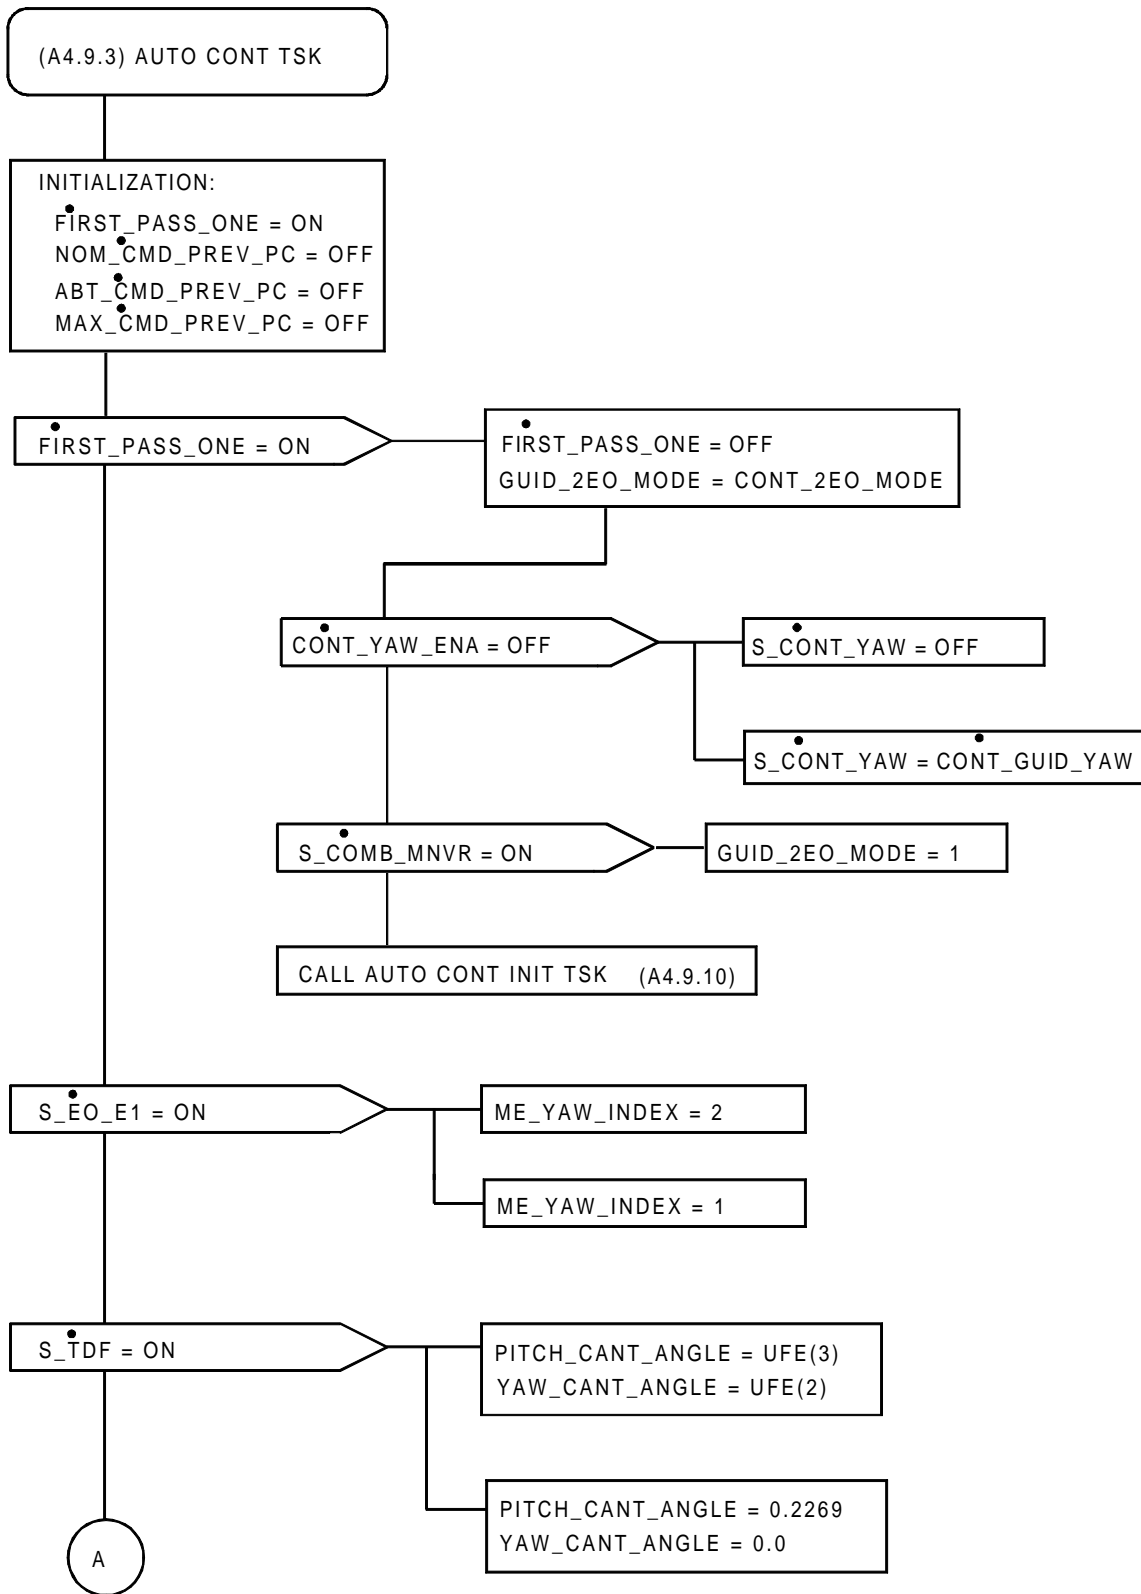 (A4.9.3) AUTO CONT TSK
INITIALIZATION:
FIRST_PASS_ONE = ON
NOM_CMD_PREV_PC = OFF
ABT_CMD_PREV_PC = OFF
MAX_CMD_PREV_PC = OFF
FIRST_PASS_ONE = ON
FIRST_PASS_ONE = OFF
GUID_2EO_MODE = CONT_2EO_MODE
CONT_YAW_ENA = OFF
S_CONT_YAW = OFF
S_CONT_YAW = CONT_GUID_YAW
S_COMB_MNVR = ON
GUID_2EO_MODE = 1
CALL AUTO CONT INIT TSK (A4.9.10)
S_EO_E1 = ON
ME_YAW_INDEX = 2
ME_YAW_INDEX = 1
S_TDF = ON
PITCH_CANT_ANGLE = UFE(3)
YAW_CANT_ANGLE = UFE(2)
PITCH_CANT_ANGLE = 0.2269
YAW_CANT_ANGLE = 0.0
A